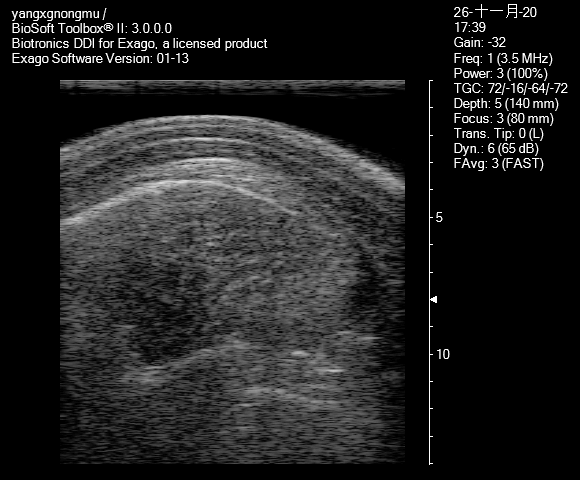 yangxgnongmu /
BioSoft Toolbox® II: 3.0.0.0
Biotronics DDI for Exago, a licensed product
Exago Software Version: 01-13
26-十一月-20
17:39
Gain: -32
Freq: 1 (3.5 MHz)
Power: 3 (100%)
TGC: 72/-16/-64/-72
Depth: 5 (140 mm)
Focus: 3 (80 mm)
Trans. Tip: 0 (L)
Dyn.: 6 (65 dB)
FAvg: 3 (FAST)
5
10